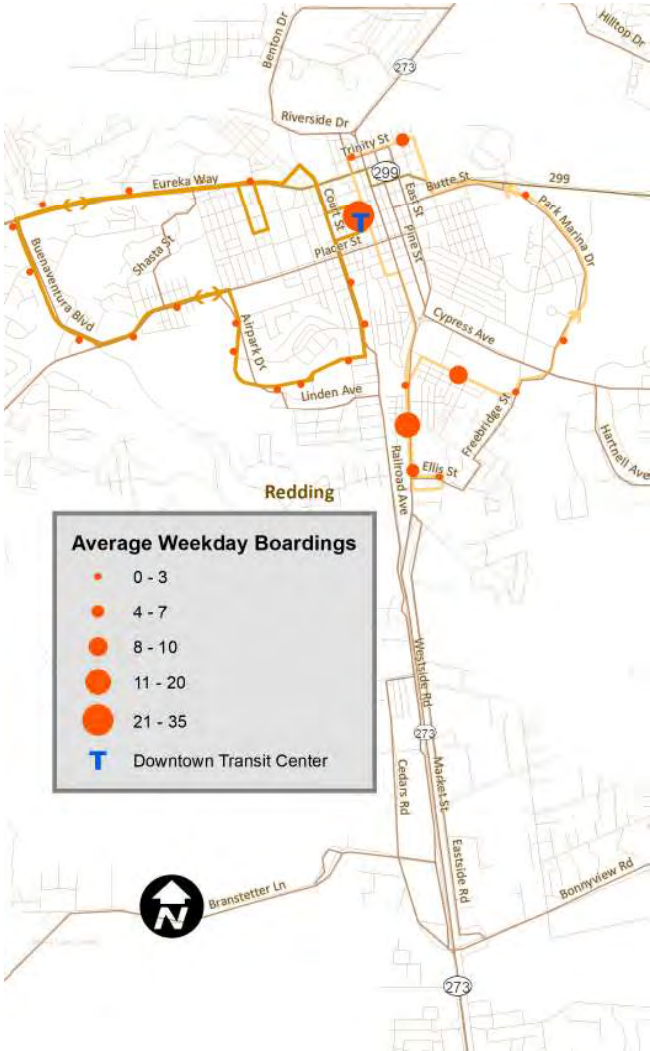 Hilltop Dr
Benton Dr
273
Riverside Dr
Trinity St
299
Eureka Way
Butte St
299
Court St
East St
Park Marina Dr
Shasta St
Placer St
Pine St
Buenaventura Blvd
Airpark Dr
Cypress Ave
Linden Ave
Freebridge St
Hartnell Ave
Ellis St
Railroad Ave
Redding
T
Average Weekday Boardings
0 - 3
4 - 7
8 - 10
11 - 20
21 - 35
T Downtown Transit Center
Westside Rd
273
Cedars Rd
Market St
Eastside Rd
Bonnyview Rd
Branstetter Ln
N
273